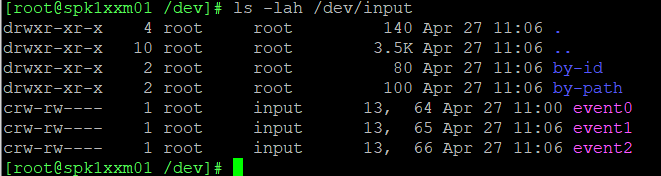 [root@spk1xxm01 /dev]# ls -lah /dev/input
drwxr-xr-x 4 root root 140 Apr 27 11:06 .
drwxr-xr-x 10 root root 3.5K Apr 27 11:06 ..
drwxr-xr-x 2 root root 80 Apr 27 11:06 by-id
drwxr-xr-x 2 root root 100 Apr 27 11:06 by-path
crw-rw---- 1 root input 13, 64 Apr 27 11:00 event0
crw-rw---- 1 root input 13, 65 Apr 27 11:06 event1
crw-rw---- 1 root input 13, 66 Apr 27 11:06 event2
[root@spk1xxm01 /dev]#